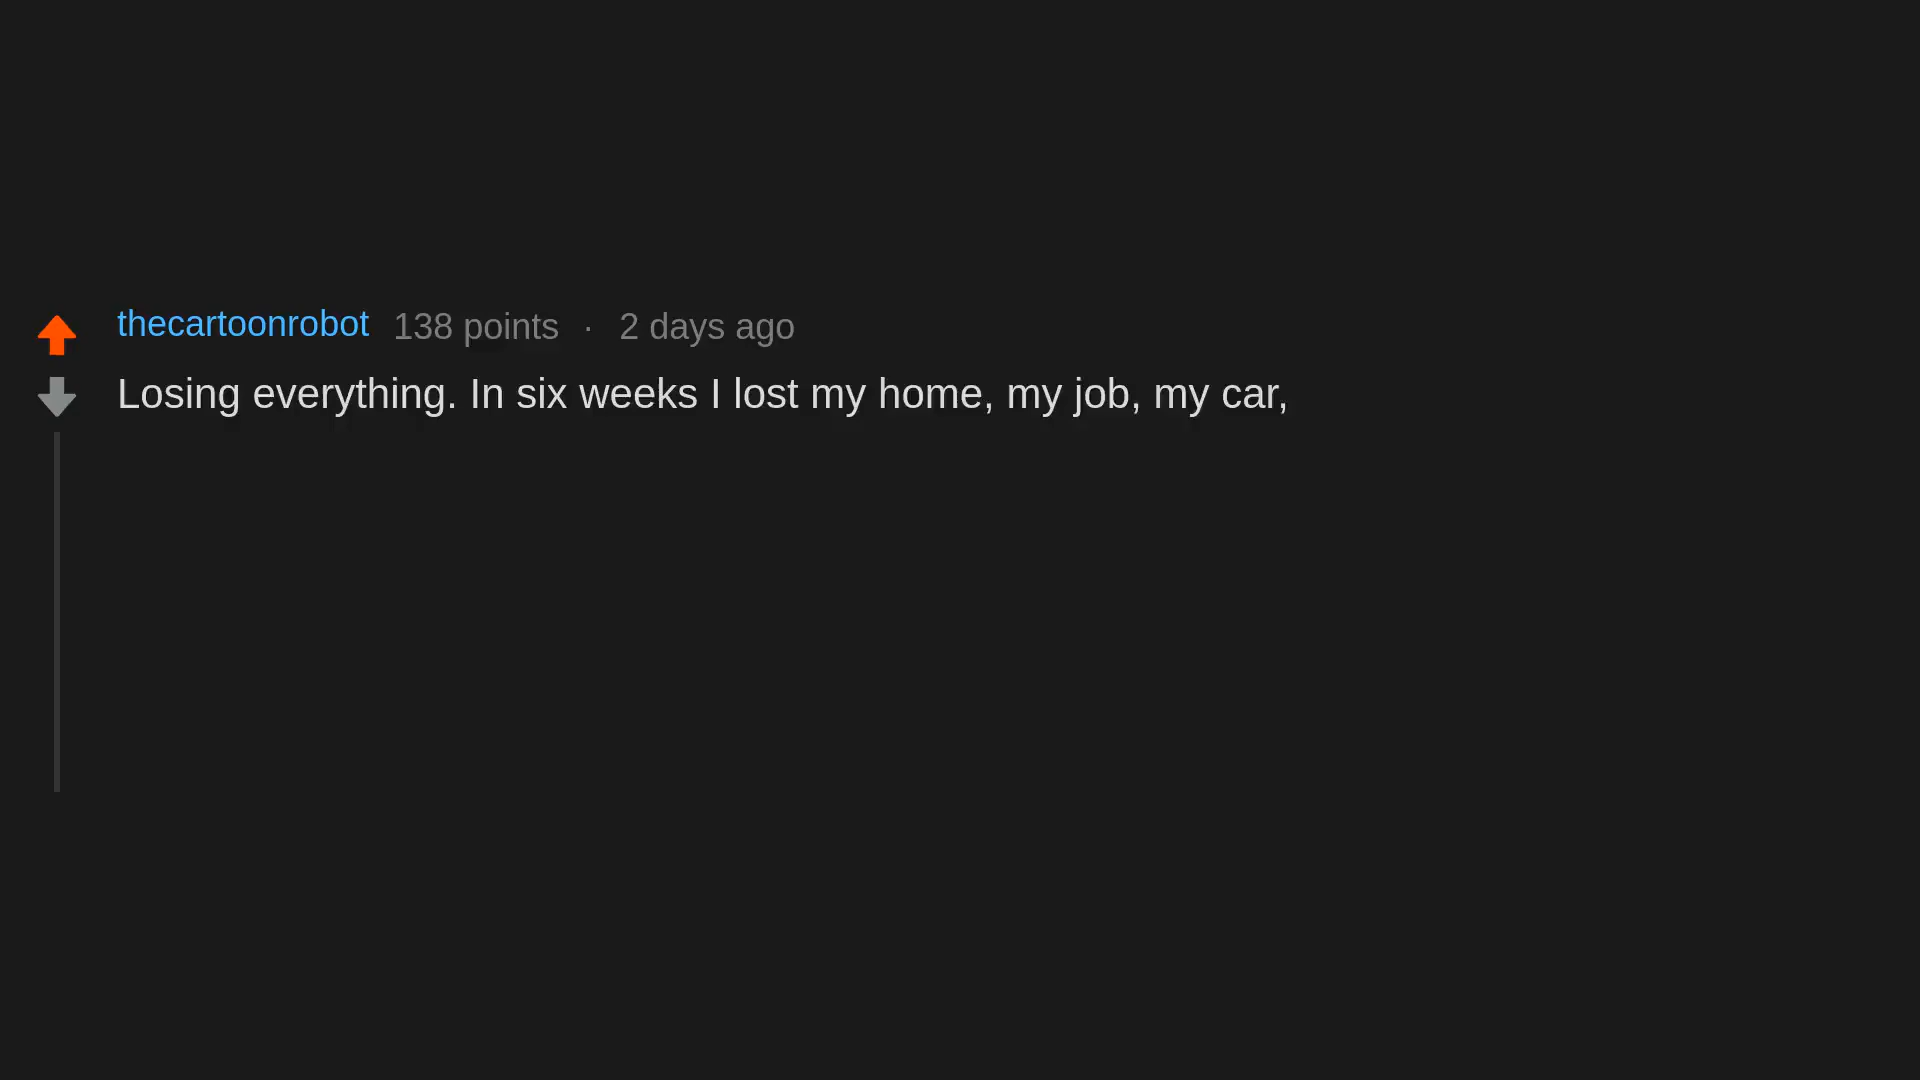 thecartoonrobot 138 points · 2 days ago
Losing everything. In six weeks I lost my home, my job, my car,